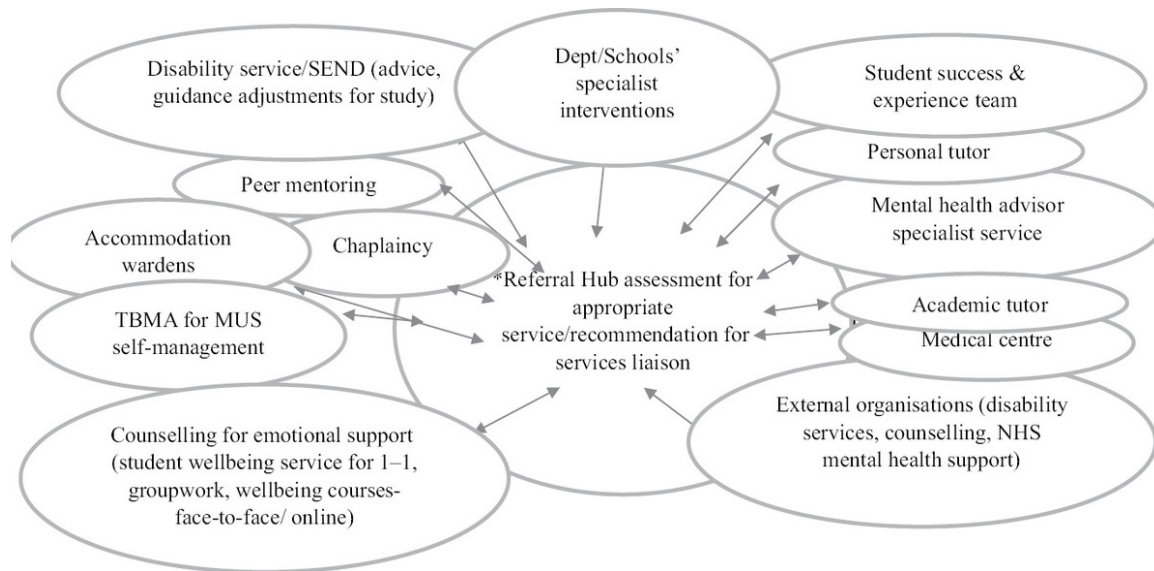 Disability service/SEND (advice,
guidance adjustments for study)
Dept/Schools’
specialist
interventions
Student success &
experience team
Personal tutor
Peer mentoring
Mental health advisor
specialist service
Accommodation
wardens
Chaplaincy
*Referral Hub assessment for
appropriate
service/recommendation for
services liaison
Academic tutor
TBMA for MUS
self-management
Medical centre
External organisations (disability
services, counselling, NHS
mental health support)
Counselling for emotional support
(student wellbeing service for 1–1,
groupwork, wellbeing courses-
face-to-face/ online)